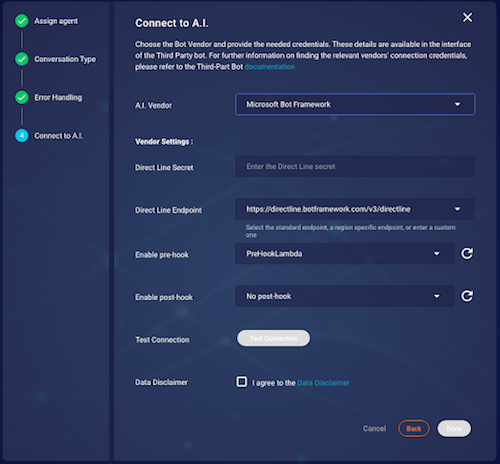 Assign agent
Conversation Type
Error Handling
4
Connect to A.I.
Connect to A.I.
Choose the Bot Vendor and provide the needed credentials. These details are available in the interface
of the Third Party bot. For further information on finding the relevant vendors' connection credentials,
please refer to the Third-Part Bot documentation
A.I. Vendor
Microsoft Bot Framework
Vendor Settings :
Direct Line Secret
Enter the Direct Line secret
Direct Line Endpoint
https://directline.botframework.com/v3/directline
Select the standard endpoint, a region specific endpoint, or enter a custom
one
Enable pre-hook
PreHookLambda
Enable post-hook
No post-hook
Test Connection
Test Connection
Data Disclaimer
I agree to the Data Disclaimer
Cancel
Back
Done